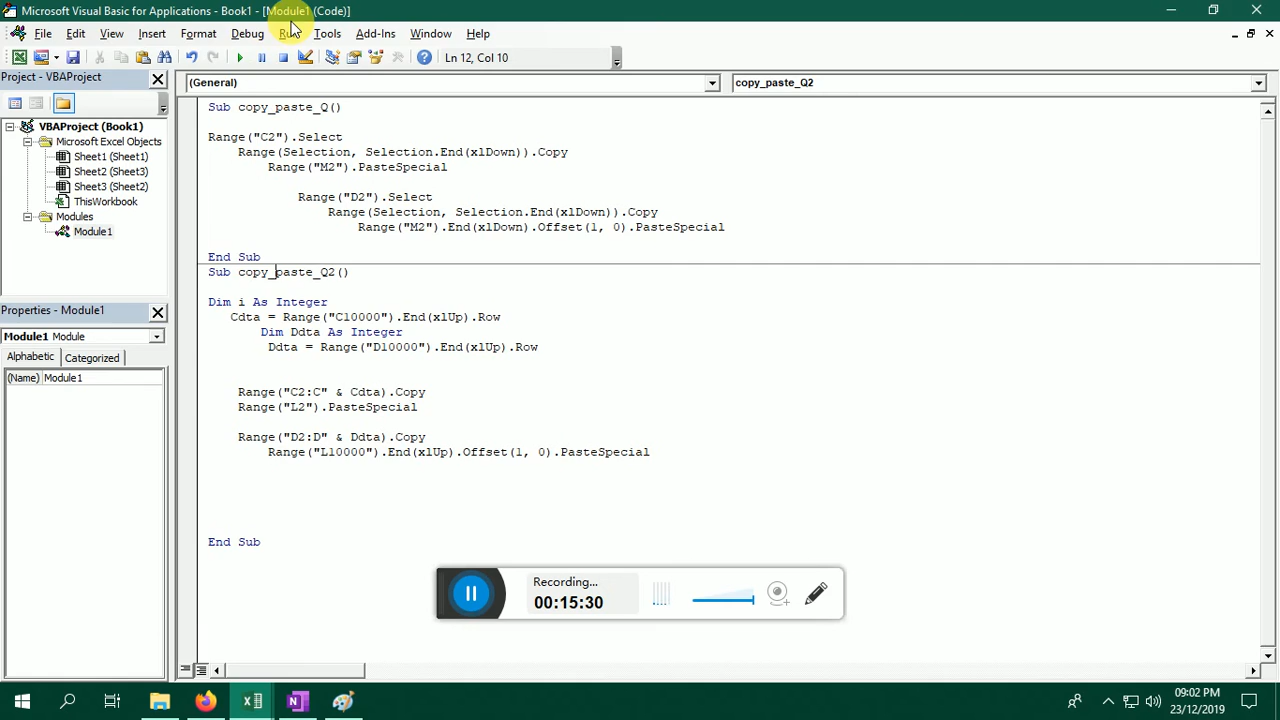 Microsoft Visual Basic for Applications - Book1 - [Module1 (Code)]
File Edit View Insert Format Debug Run Tools Add-Ins Window Help
Ln 12, Col 10
Project - VBAProject
(General)
copy_paste_Q2
VBAProject (Book1)
Microsoft Excel Objects
Sheet1 (Sheet1)
Sheet2 (Sheet3)
Sheet3 (Sheet2)
ThisWorkbook
Modules
Module1
Properties - Module1
Module1 Module
Alphabetic Categorized
(Name) Module1
Sub copy_paste_Q()
Range("C2").Select
Range(Selection, Selection.End(xlDown)).Copy
Range("M2").PasteSpecial
Range("D2").Select
Range(Selection, Selection.End(xlDown)).Copy
Range("M2").End(xlDown).Offset(1, 0).PasteSpecial
End Sub
Sub copy_paste_Q2()
Dim i As Integer
Cdta = Range("C10000").End(xlUp).Row
Dim Ddta As Integer
Ddta = Range("D10000").End(xlUp).Row
Range("C2:C" & Cdta).Copy
Range("L2").PasteSpecial
Range("D2:D" & Ddta).Copy
Range("L10000").End(xlUp).Offset(1, 0).PasteSpecial
End Sub
Recording...
00:15:30
09:02 PM
23/12/2019